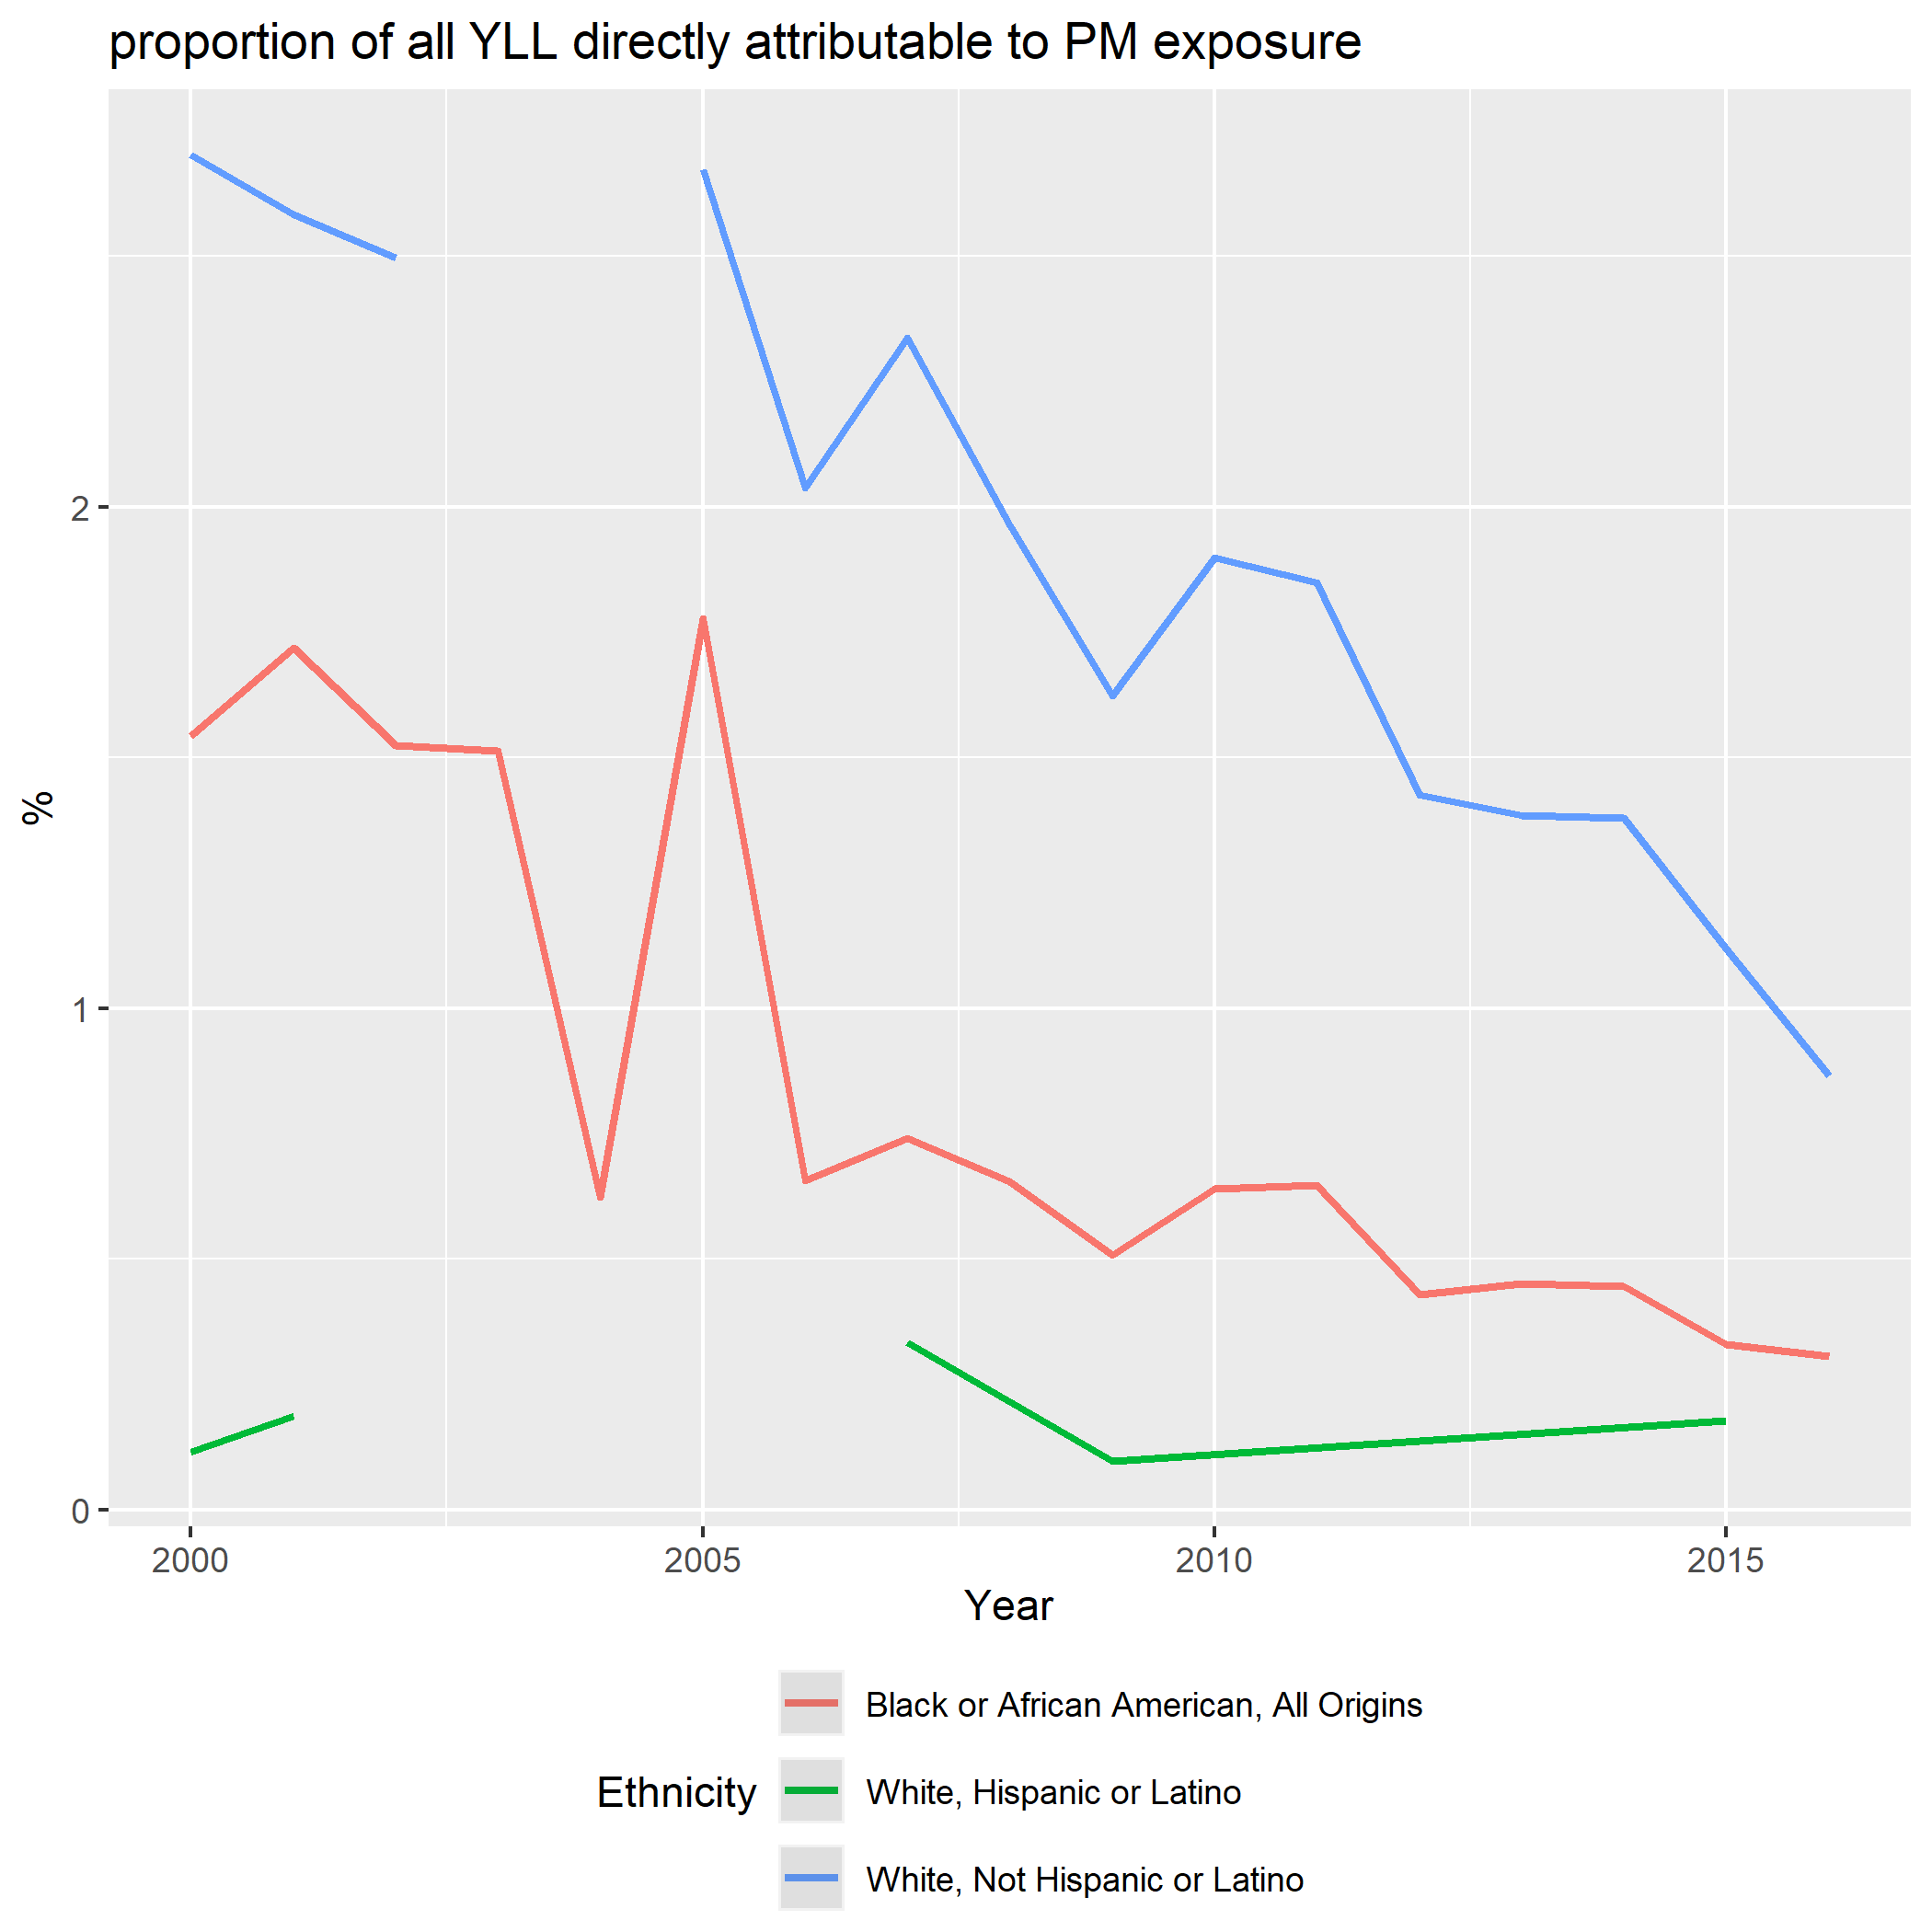 proportion of all YLL directly attributable to PM exposure
%
2
1
0
2000 2005 2010 2015
Year
Ethnicity
Black or African American, All Origins
White, Hispanic or Latino
White, Not Hispanic or Latino